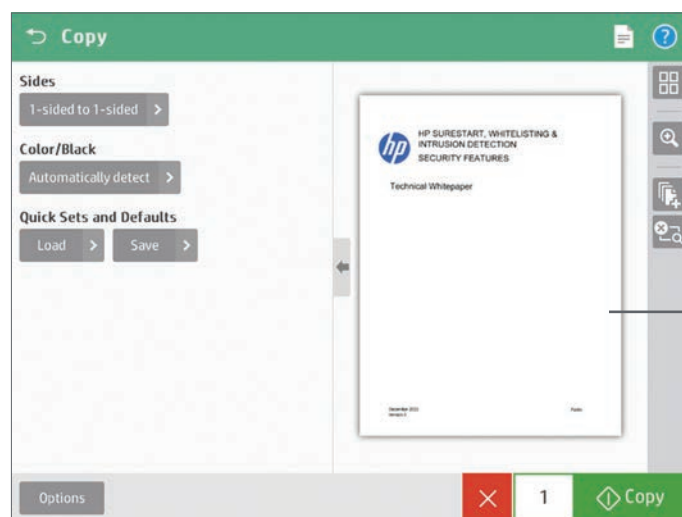 Copy
?
Sides
1-sided to 1-sided >
Color/Black
Automatically detect >
Quick Sets and Defaults
Load > Save >
hp
HP SURESTART, WHITELISTING &
INTRUSION DETECTION
SECURITY FEATURES
Technical Whitepaper
Options
1
Copy